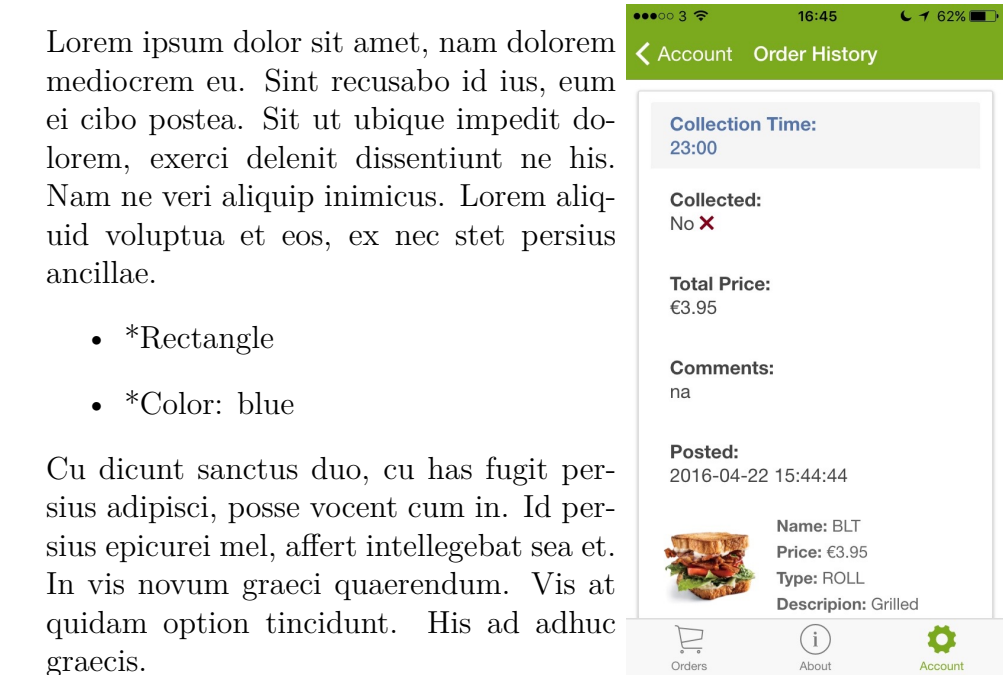 Lorem ipsum dolor sit amet, nam dolorem
mediocrem eu. Sint recusabo id ius, eum
ei cibo postea. Sit ut ubique impedit do-
lorem, exerci delenit dissentiunt ne his.
Nam ne veri aliquip inimicus. Lorem aliq-
uid voluptua et eos, ex nec stet persius
ancillae.
• *Rectangle
• *Color: blue
Cu dicunt sanctus duo, cu has fugit per-
sius adipisci, posse vocent cum in. Id per-
sius epicurei mel, affert intellegebat sea et.
In vis novum graeci quaerendum. Vis at
quidam option tincidunt. His ad adhuc
graecis.
3 16:45 62%
Account Order History
Collection Time:
23:00
Collected:
No
Total Price:
€3.95
Comments:
na
Posted:
2016-04-22 15:44:44
Name: BLT
Price: €3.95
Type: ROLL
Descripion: Grilled
Orders About Account